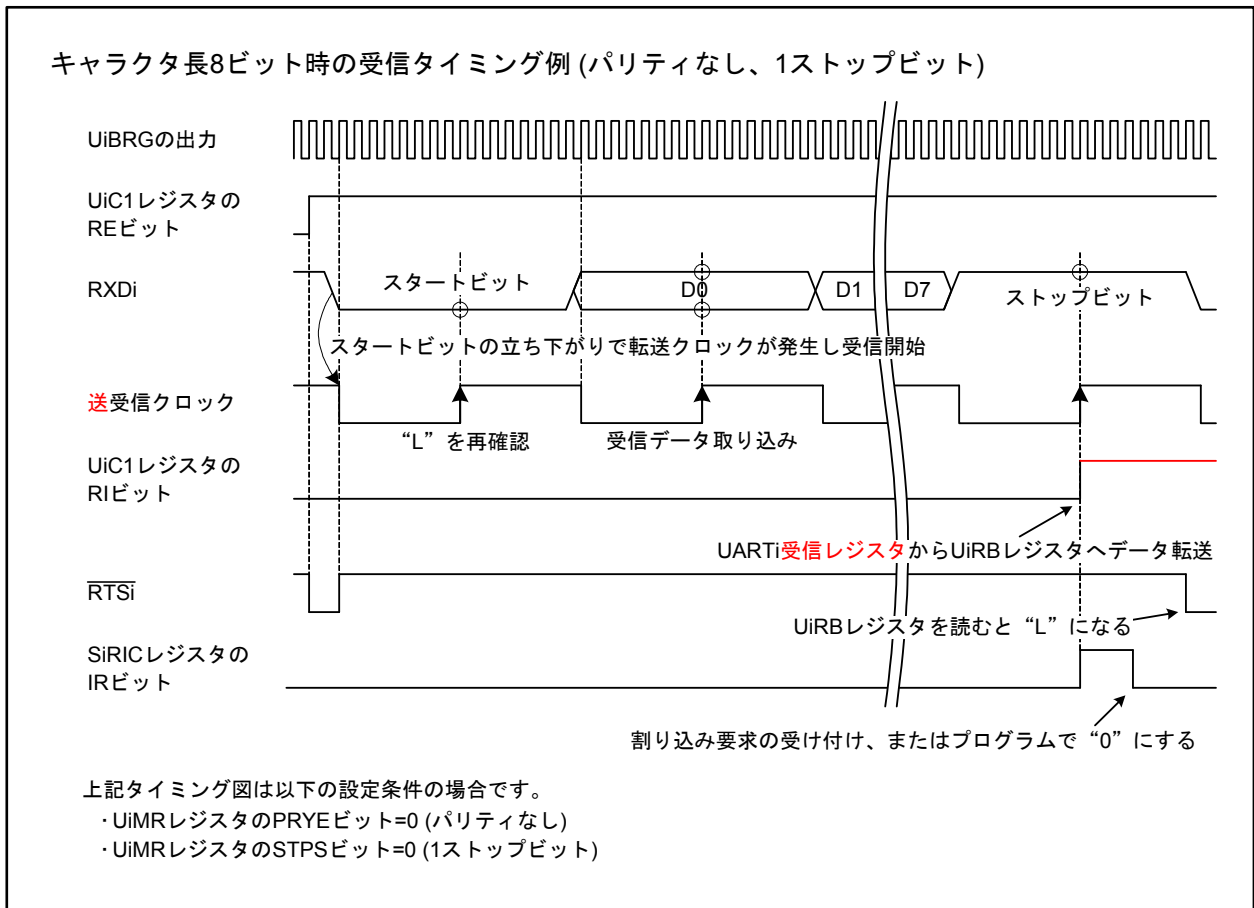 キャラクタ長8ビット時の受信タイミング例 (パリティなし、1ストップビット)
UiBRGの出力
UiC1レジスタの
REビット
RXDi
スタートビット
D0
D1
D7
ストップビット
スタートビットの立ち下がりで転送クロックが発生し受信開始
送受信クロック
“L”を再確認
受信データ取り込み
UiC1レジスタの
RIビット
UARTi受信レジスタからUiRBレジスタへデータ転送
RTSi
UiRBレジスタを読むと“L”になる
SiRICレジスタの
IRビット
割り込み要求の受け付け、またはプログラムで“0”にする
上記タイミング図は以下の設定条件の場合です。
・UiMRレジスタのPRYEビット=0 (パリティなし)
・UiMRレジスタのSTPSビット=0 (1ストップビット)